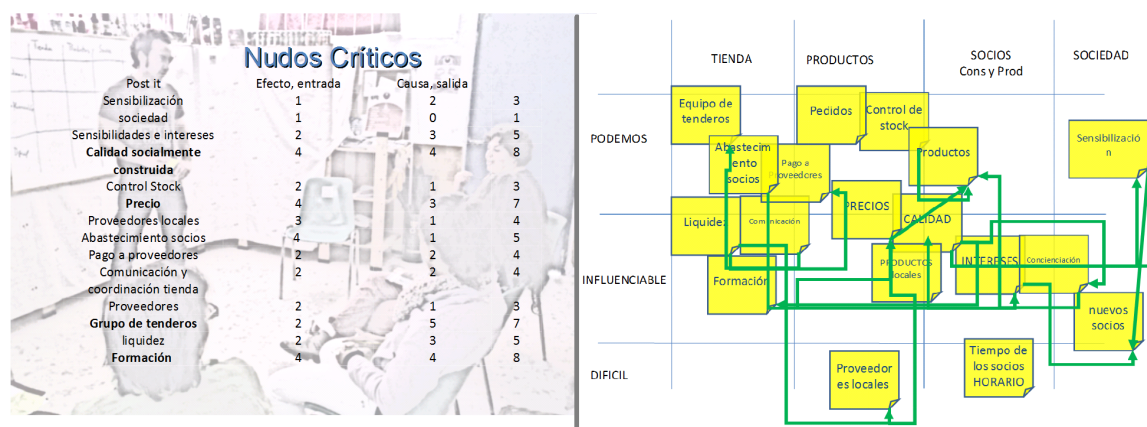 Nudos Críticos
Post it Efecto, entrada Causa, salida
Sensibilización 1 2 3
sociedad 1 0 1
Sensibilidades e intereses 2 3 5
Calidad socialmente 4 4 8
construida
Control Stock 2 1 3
Precio 4 3 7
Proveedores locales 3 1 4
Abastecimiento socios 4 1 5
Pago a proveedores 2 2 4
Comunicación y 2 2 4
coordinación tienda
Proveedores 2 1 3
Grupo de tenderos 2 5 7
liquidez 2 3 5
Formación 4 4 8
TIENDA
PRODUCTOS
SOCIOS
Cons y Prod
SOCIEDAD
PODEMOS
Equipo de
tenderos
Pedidos
Control de
stock
Sensibilizació
n
Abastecim
ento
socios
Pago a
Proveedores
Productos
PRECIOS
CALIDAD
Liquidez
Comunicación
INFLUENCIABLE
Formación
PRODUCTOS
locales
INTERESES
Concienciación
nuevos
socios
DIFICIL
Proveedor
es locales
Tiempo de
los socios
HORARIO